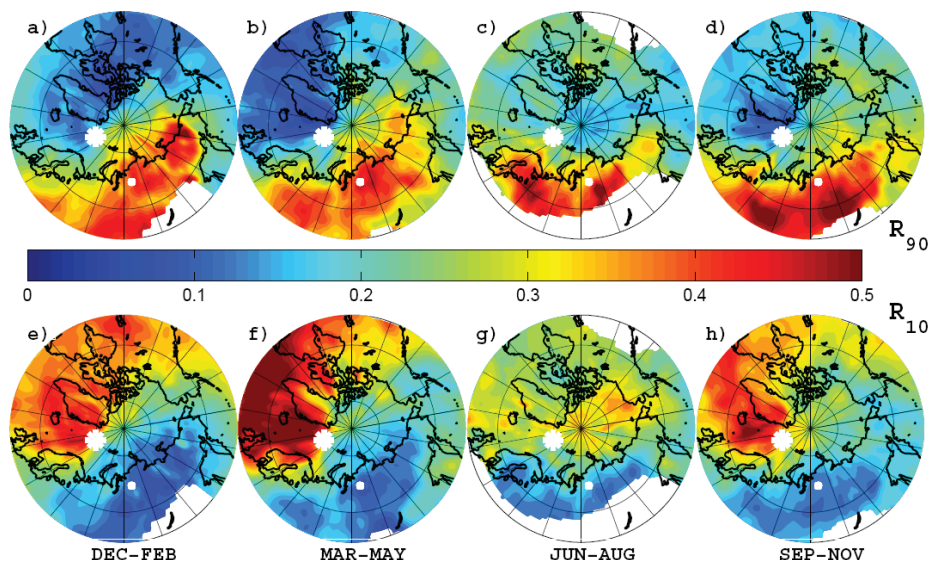 a) b) c) d)
R90
0 0.1 0.2 0.3 0.4 0.5
R10
e) f) g) h)
DEC-FEB MAR-MAY JUN-AUG SEP-NOV